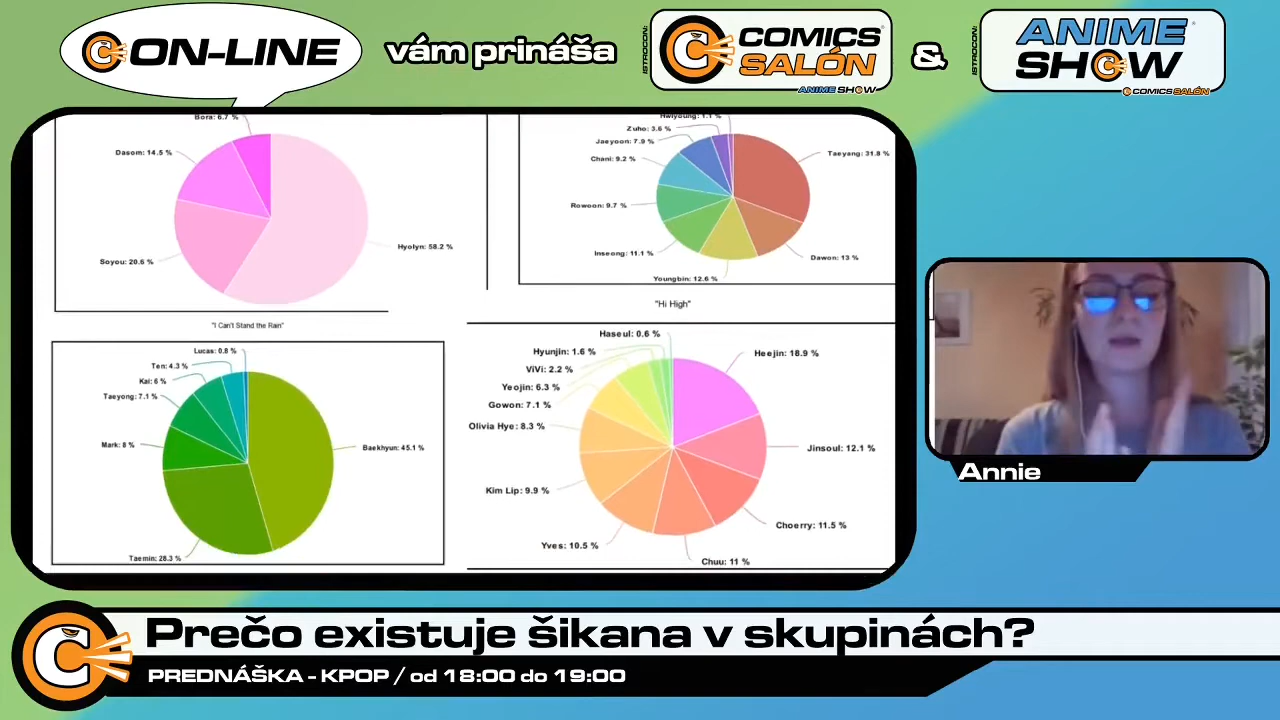 ON-LINE
vám prináša
ISTROCON:
COMICS
SALÓN
ANIME SHOW
&
ISTROCON:
ANIME
SHOW
COMICS SALÓN
Bora: 6.7 %
Dasom: 14.5 %
Hyolyn: 58.2 %
Soyou: 20.6 %
"I Can't Stand the Rain"
Hwiyoung: 1.1 %
Zuho: 3.6 %
Jaeyoon: 7.9 %
Taeyang: 31.8 %
Chani: 9.2 %
Rowoon: 9.7 %
Inseong: 11.1 %
Dawon: 13 %
Youngbin: 12.6 %
"Hi High"
Lucas: 0.8 %
Ten: 4.3 %
Kai: 6 %
Taeyong: 7.1 %
Mark: 8 %
Baekhyun: 45.1 %
Taemin: 28.3 %
Haseul: 0.6 %
Hyunjin: 1.6 %
Heejin: 18.9 %
ViVi: 2.2 %
Yeojin: 6.3 %
Gowon: 7.1 %
Olivia Hye: 8.3 %
Jinsoul: 12.1 %
Kim Lip: 9.9 %
Choerry: 11.5 %
Yves: 10.5 %
Chuu: 11 %
Annie
Prečo existuje šikana v skupinách?
PREDNÁŠKA - KPOP / od 18:00 do 19:00